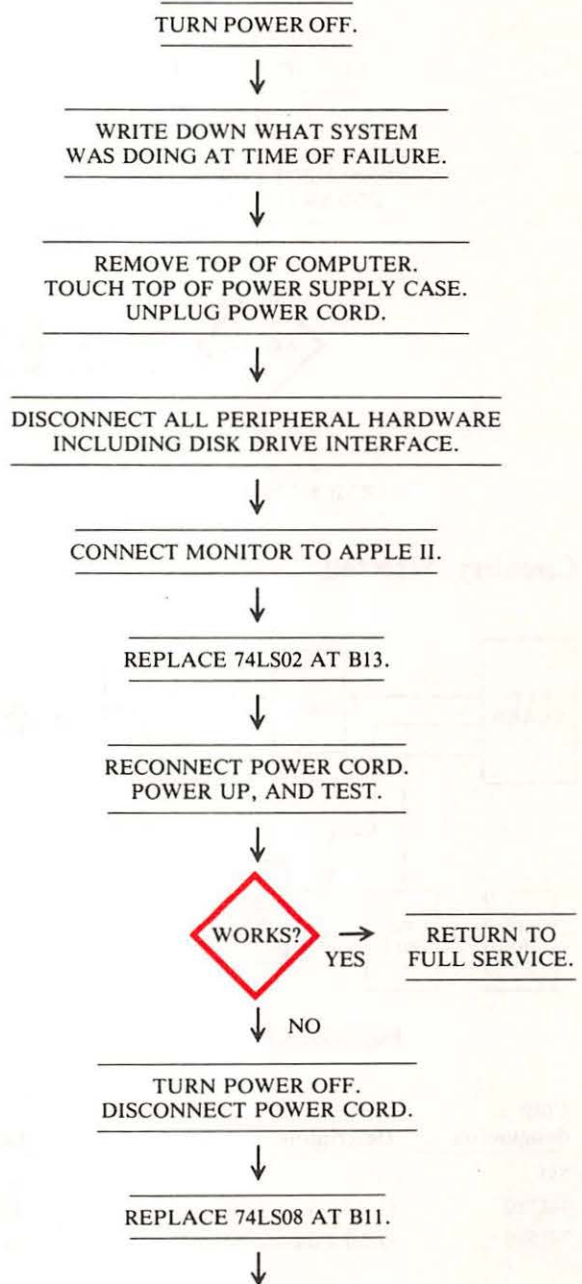 TURN POWER OFF.
WRITE DOWN WHAT SYSTEM
WAS DOING AT TIME OF FAILURE.
REMOVE TOP OF COMPUTER.
TOUCH TOP OF POWER SUPPLY CASE.
UNPLUG POWER CORD.
DISCONNECT ALL PERIPHERAL HARDWARE
INCLUDING DISK DRIVE INTERFACE.
CONNECT MONITOR TO APPLE II.
REPLACE 74LS02 AT B13.
RECONNECT POWER CORD.
POWER UP, AND TEST.
WORKS?
YES
RETURN TO
FULL SERVICE.
NO
TURN POWER OFF.
DISCONNECT POWER CORD.
REPLACE 74LS08 AT B11.